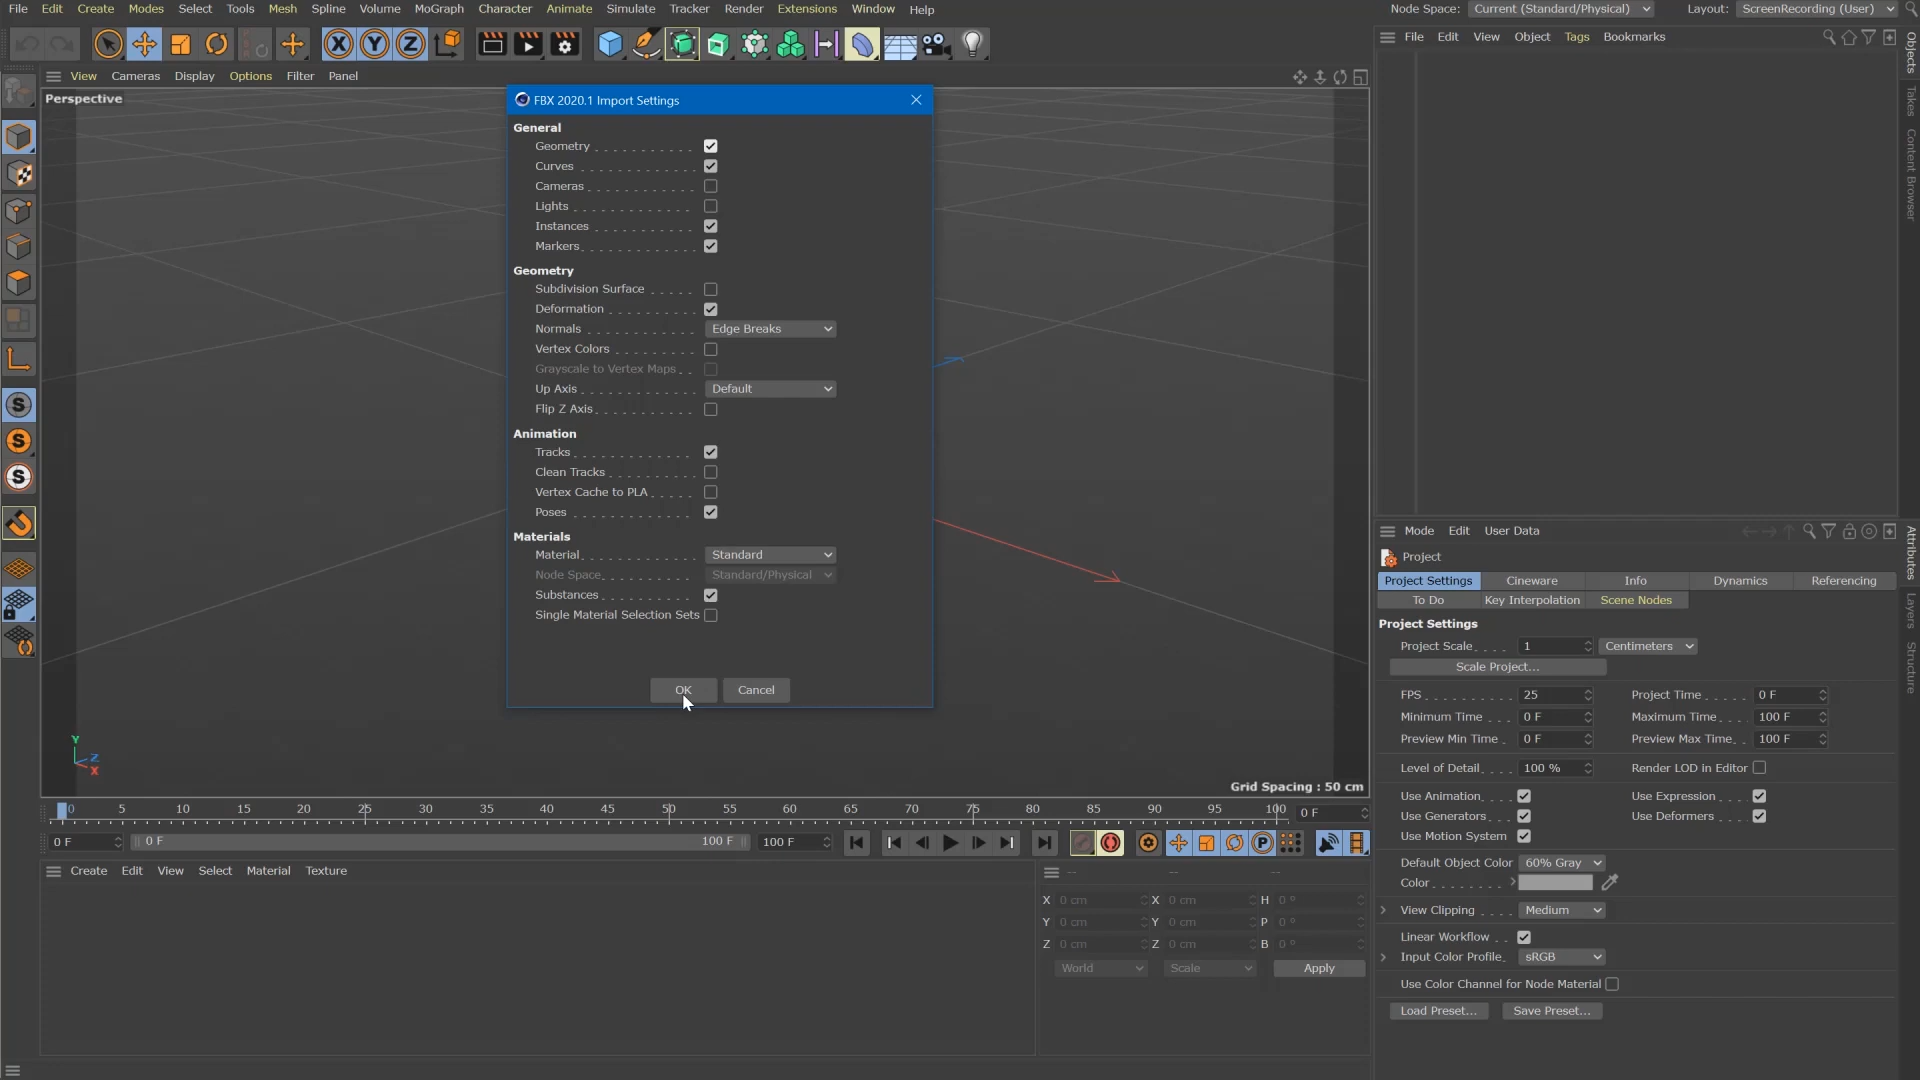 File Edit Create Modes Select Tools Mesh Spline Volume MoGraph Character Animate Simulate Tracker Render Extensions Window Help
Node Space: Current (Standard/Physical) Layout: ScreenRecording (User)
X Y Z
File Edit View Object Tags Bookmarks
Objects
Takes
Content Browser
View Cameras Display Options Filter Panel
Perspective
FBX 2020.1 Import Settings
General
Geometry
Curves
Cameras
Lights
Instances
Markers
Geometry
Subdivision Surface
Deformation
Normals Edge Breaks
Vertex Colors
Grayscale to Vertex Maps
Up Axis Default
Flip Z Axis
Animation
Tracks
Clean Tracks
Vertex Cache to PLA
Poses
Materials
Material Standard
Node Space Standard/Physical
Substances
Single Material Selection Sets
OK Cancel
S
S
S
Y
Z
X
Grid Spacing : 50 cm
0 5 10 15 20 25 30 35 40 45 50 55 60 65 70 75 80 85 90 95 100 0 F
0 F 0 F 100 F 100 F P
Create Edit View Select Material Texture
-- -- --
X 0 cm X 0 cm H 0 °
Y 0 cm Y 0 cm P 0 °
Z 0 cm Z 0 cm B 0 °
World Scale Apply
Mode Edit User Data
Attributes
Layers
Structure
Project
Project Settings Cineware Info Dynamics Referencing
To Do Key Interpolation Scene Nodes
Project Settings
Project Scale 1 Centimeters
Scale Project...
FPS 25 Project Time 0 F
Minimum Time 0 F Maximum Time 100 F
Preview Min Time 0 F Preview Max Time 100 F
Level of Detail 100 % Render LOD in Editor
Use Animation Use Expression
Use Generators Use Deformers
Use Motion System
Default Object Color 60% Gray
Color
View Clipping Medium
Linear Workflow
Input Color Profile sRGB
Use Color Channel for Node Material
Load Preset... Save Preset...